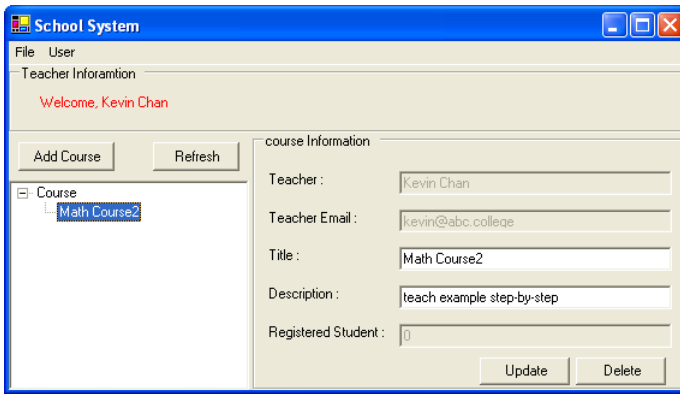 School System
File User
Teacher Inforamtion
Welcome, Kevin Chan
Add Course Refresh
Course
Math Course2
course Information
Teacher : Kevin Chan
Teacher Email : kevin@abc.college
Title : Math Course2
Description : teach example step-by-step
Registered Student : 0
Update Delete